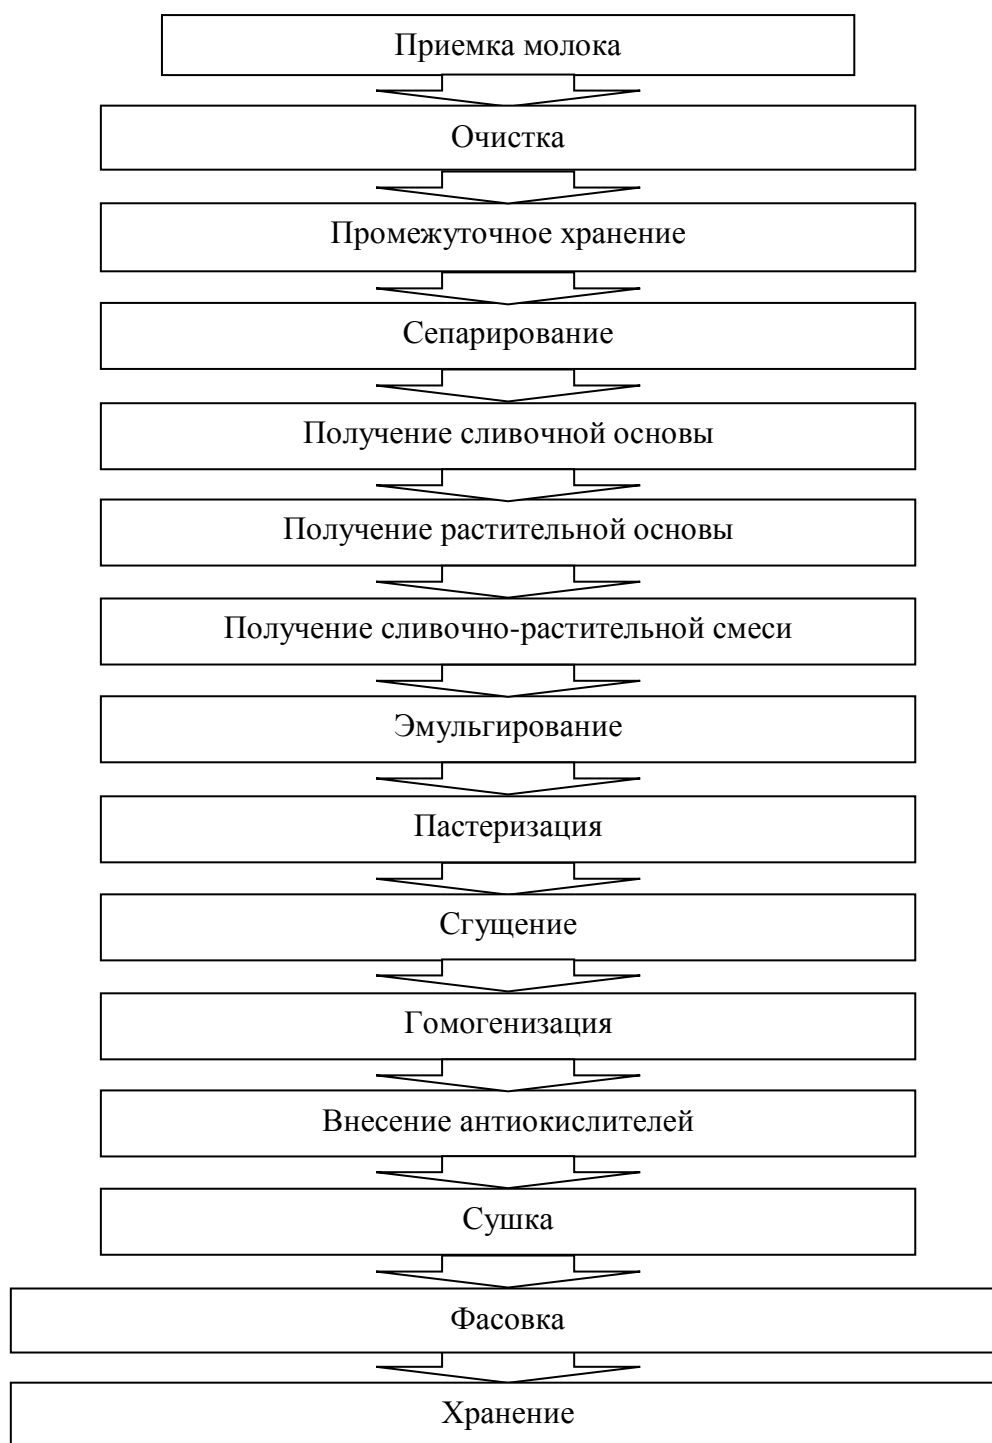 Приемка молока
Очистка
Промежуточное хранение
Сепарирование
Получение сливочной основы
Получение растительной основы
Получение сливочно-растительной смеси
Эмульгирование
Пастеризация
Сгущение
Гомогенизация
Внесение антиокислителей
Сушка
Фасовка
Хранение